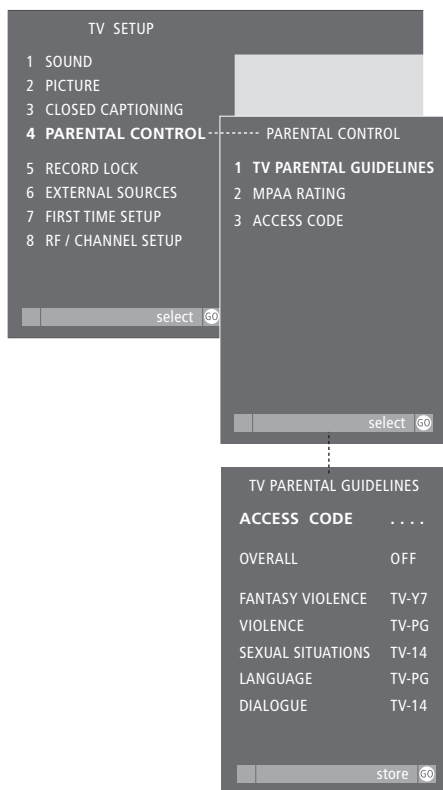 TV SETUP
1 SOUND
2 PICTURE
3 CLOSED CAPTIONING
4 PARENTAL CONTROL
5 RECORD LOCK
6 EXTERNAL SOURCES
7 FIRST TIME SETUP
8 RF / CHANNEL SETUP
select GO
PARENTAL CONTROL
1 TV PARENTAL GUIDELINES
2 MPAA RATING
3 ACCESS CODE
select GO
TV PARENTAL GUIDELINES
ACCESS CODE . . . .
OVERALL OFF
FANTASY VIOLENCE TV-Y7
VIOLENCE TV-PG
SEXUAL SITUATIONS TV-14
LANGUAGE TV-PG
DIALOGUE TV-14
store GO